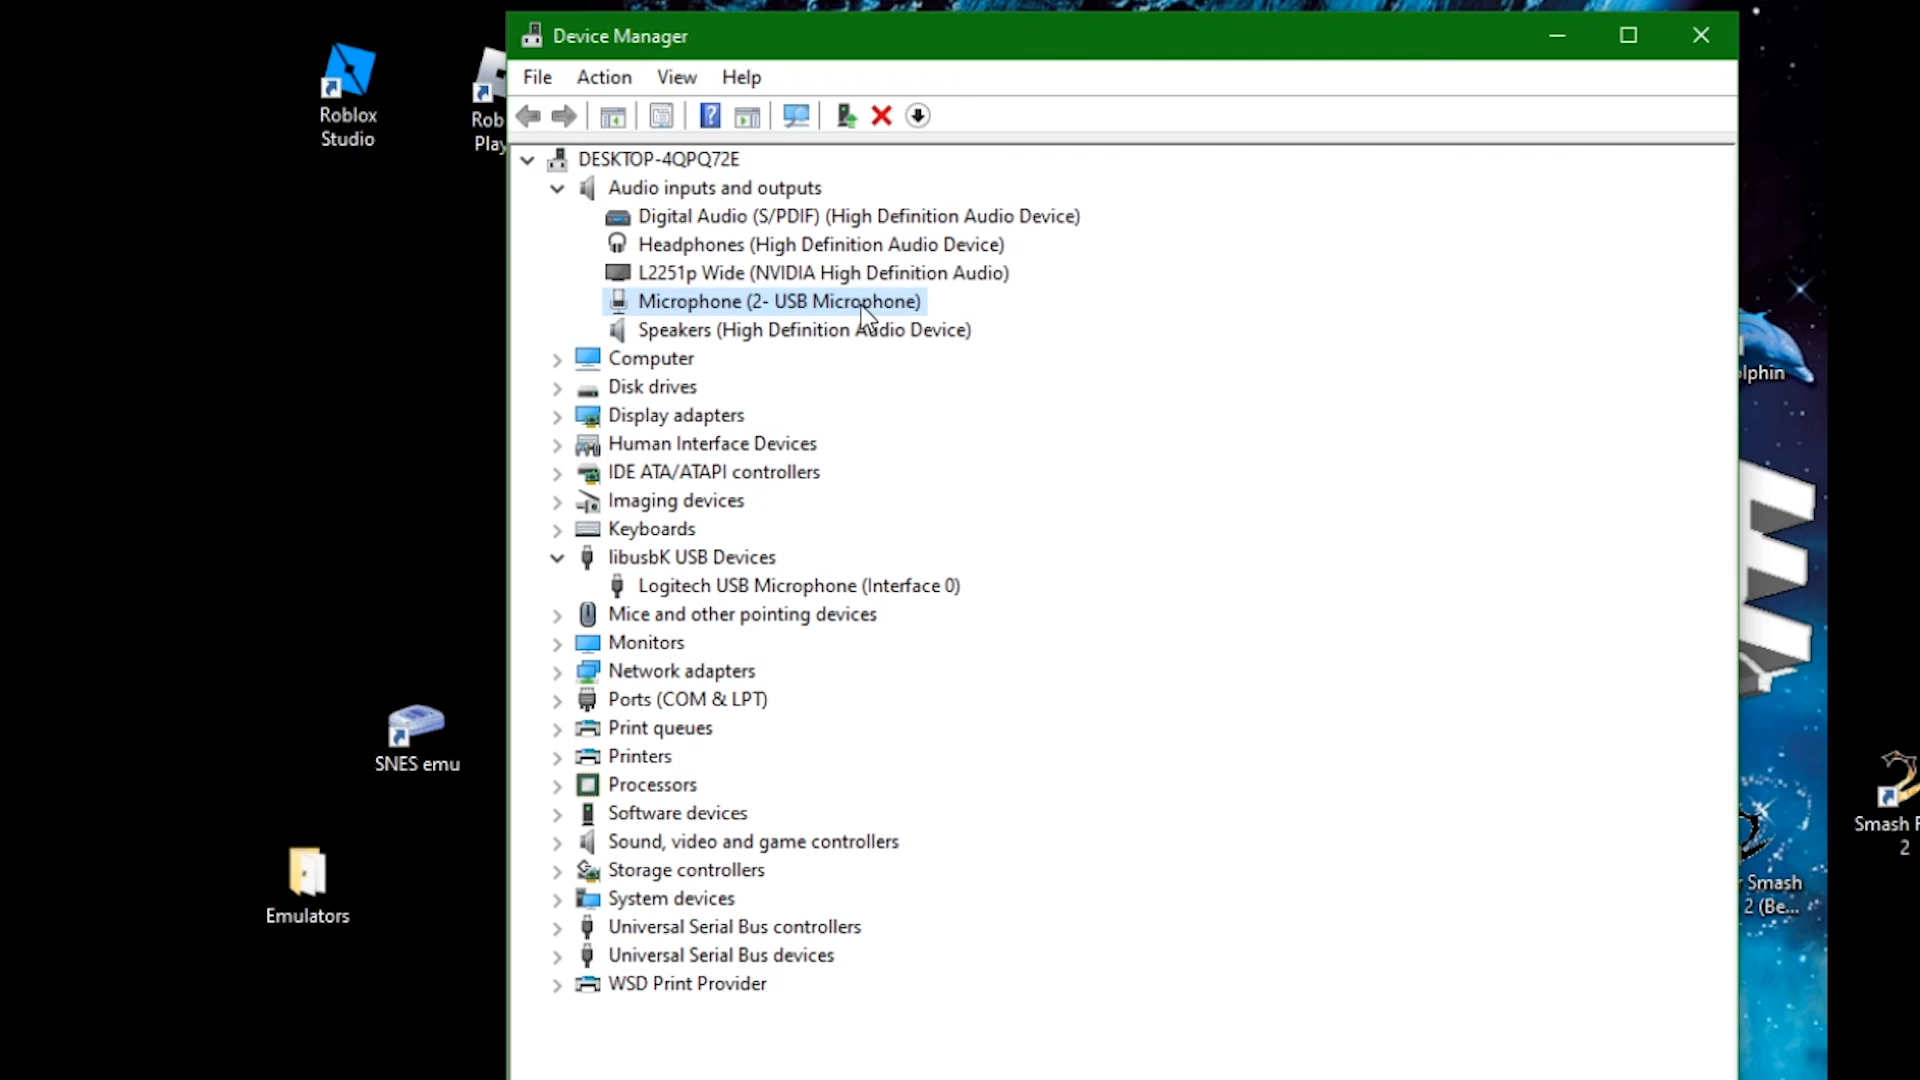 Device Manager
File Action View Help
Roblox
Studio
Rob
Play
DESKTOP-4QPQ72E
Audio inputs and outputs
Digital Audio (S/PDIF) (High Definition Audio Device)
Headphones (High Definition Audio Device)
L2251p Wide (NVIDIA High Definition Audio)
Microphone (2- USB Microphone)
Speakers (High Definition Audio Device)
Computer
Disk drives
Display adapters
Human Interface Devices
IDE ATA/ATAPI controllers
Imaging devices
Keyboards
libusbK USB Devices
Logitech USB Microphone (Interface 0)
Mice and other pointing devices
Monitors
Network adapters
Ports (COM & LPT)
Print queues
Printers
Processors
Software devices
Sound, video and game controllers
Storage controllers
System devices
Universal Serial Bus controllers
Universal Serial Bus devices
WSD Print Provider
SNES emu
Emulators
olphin
Smash
2 (Be...
Smash F
2